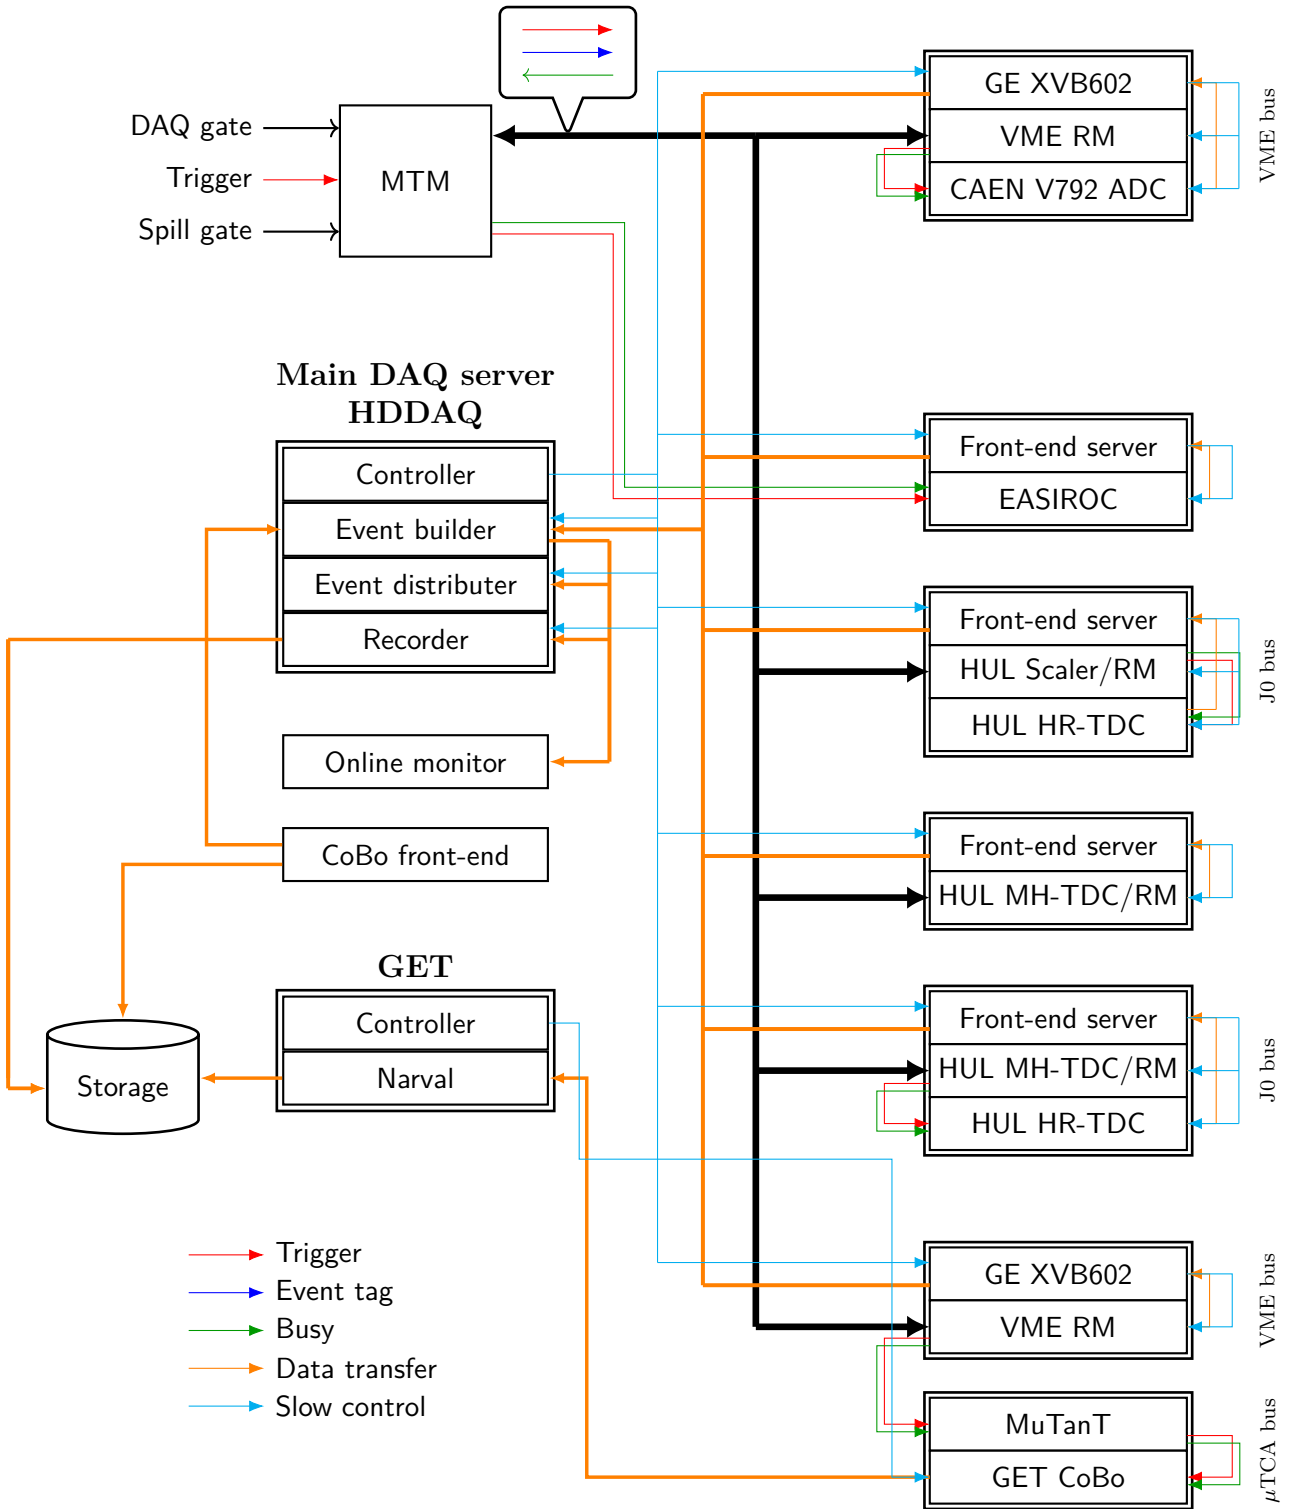 DAQ gate
Trigger
Spill gate
MTM
GE XVB602
VME RM
CAEN V792 ADC
VME bus
Main DAQ server
HDDAQ
Controller
Event builder
Event distributer
Recorder
Online monitor
CoBo front-end
GET
Controller
Narval
Storage
Front-end server
EASIROC
Front-end server
HUL Scaler/RM
HUL HR-TDC
J0 bus
Front-end server
HUL MH-TDC/RM
Front-end server
HUL MH-TDC/RM
HUL HR-TDC
J0 bus
GE XVB602
VME RM
VME bus
MuTanT
GET CoBo
μTCA bus
Trigger
Event tag
Busy
Data transfer
Slow control